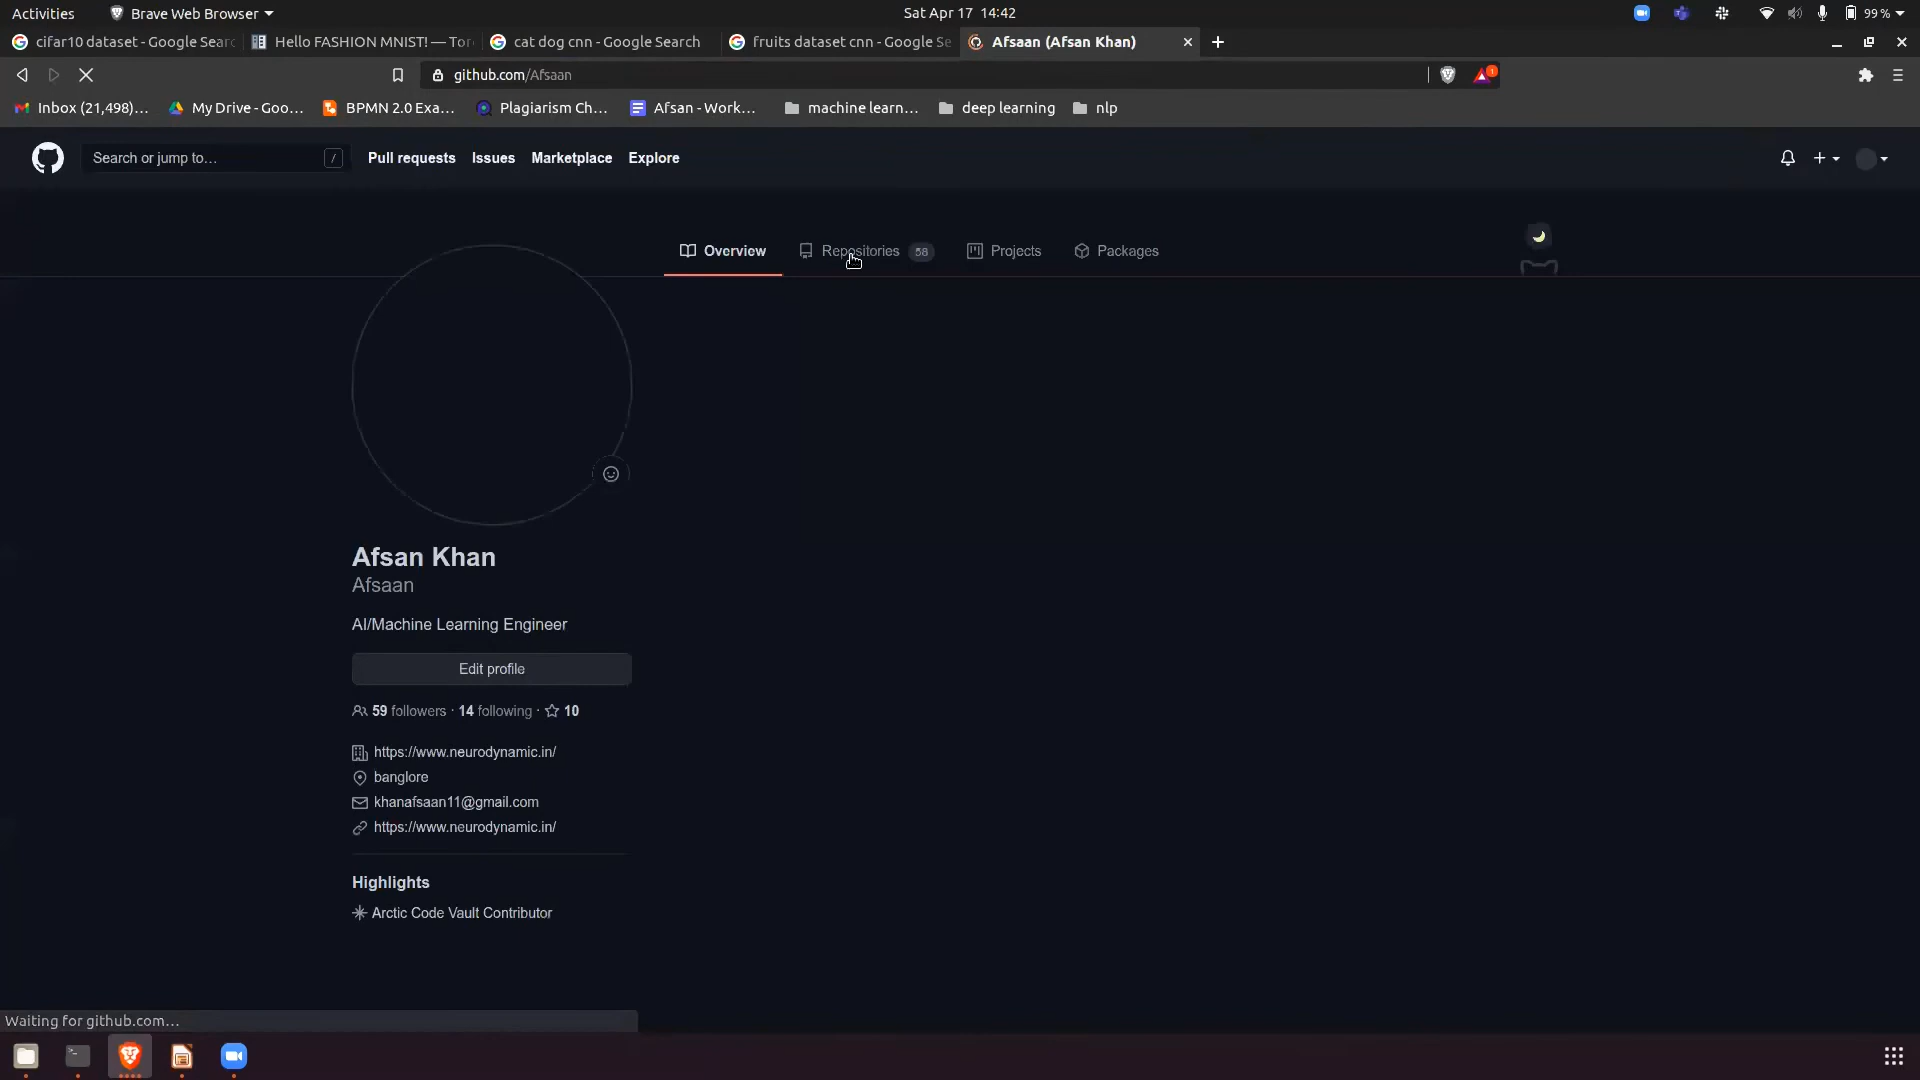 Activities
Brave Web Browser
Sat Apr 17 14:42
99 %
cifar10 dataset - Google Searc
Hello FASHION MNIST! — Tor
cat dog cnn - Google Search
fruits dataset cnn - Google Se
Afsaan (Afsan Khan)
github.com/Afsaan
1
Inbox (21,498)...
My Drive - Goo...
BPMN 2.0 Exa...
Plagiarism Ch...
Afsan - Work...
machine learn...
deep learning
nlp
Search or jump to...
/
Pull requests
Issues
Marketplace
Explore
Overview
Repositories 58
Projects
Packages
Afsan Khan
Afsaan
AI/Machine Learning Engineer
Edit profile
59 followers · 14 following · 10
https://www.neurodynamic.in/
banglore
khanafsaan11@gmail.com
https://www.neurodynamic.in/
Highlights
Arctic Code Vault Contributor
Waiting for github.com...